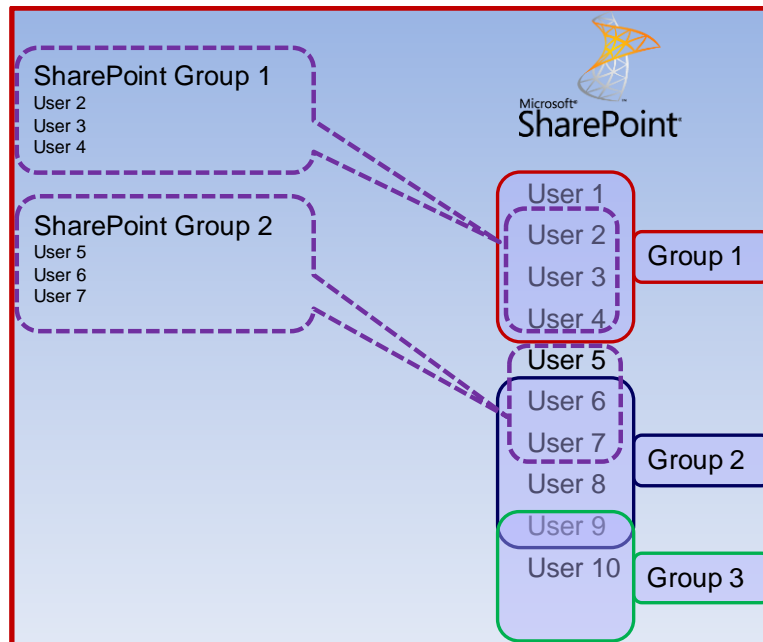 SharePoint Group 1
User 2
User 3
User 4
SharePoint Group 2
User 5
User 6
User 7
Microsoft®
SharePoint
User 1
User 2
User 3
User 4
User 5
User 6
User 7
User 8
User 9
User 10
Group 1
Group 2
Group 3